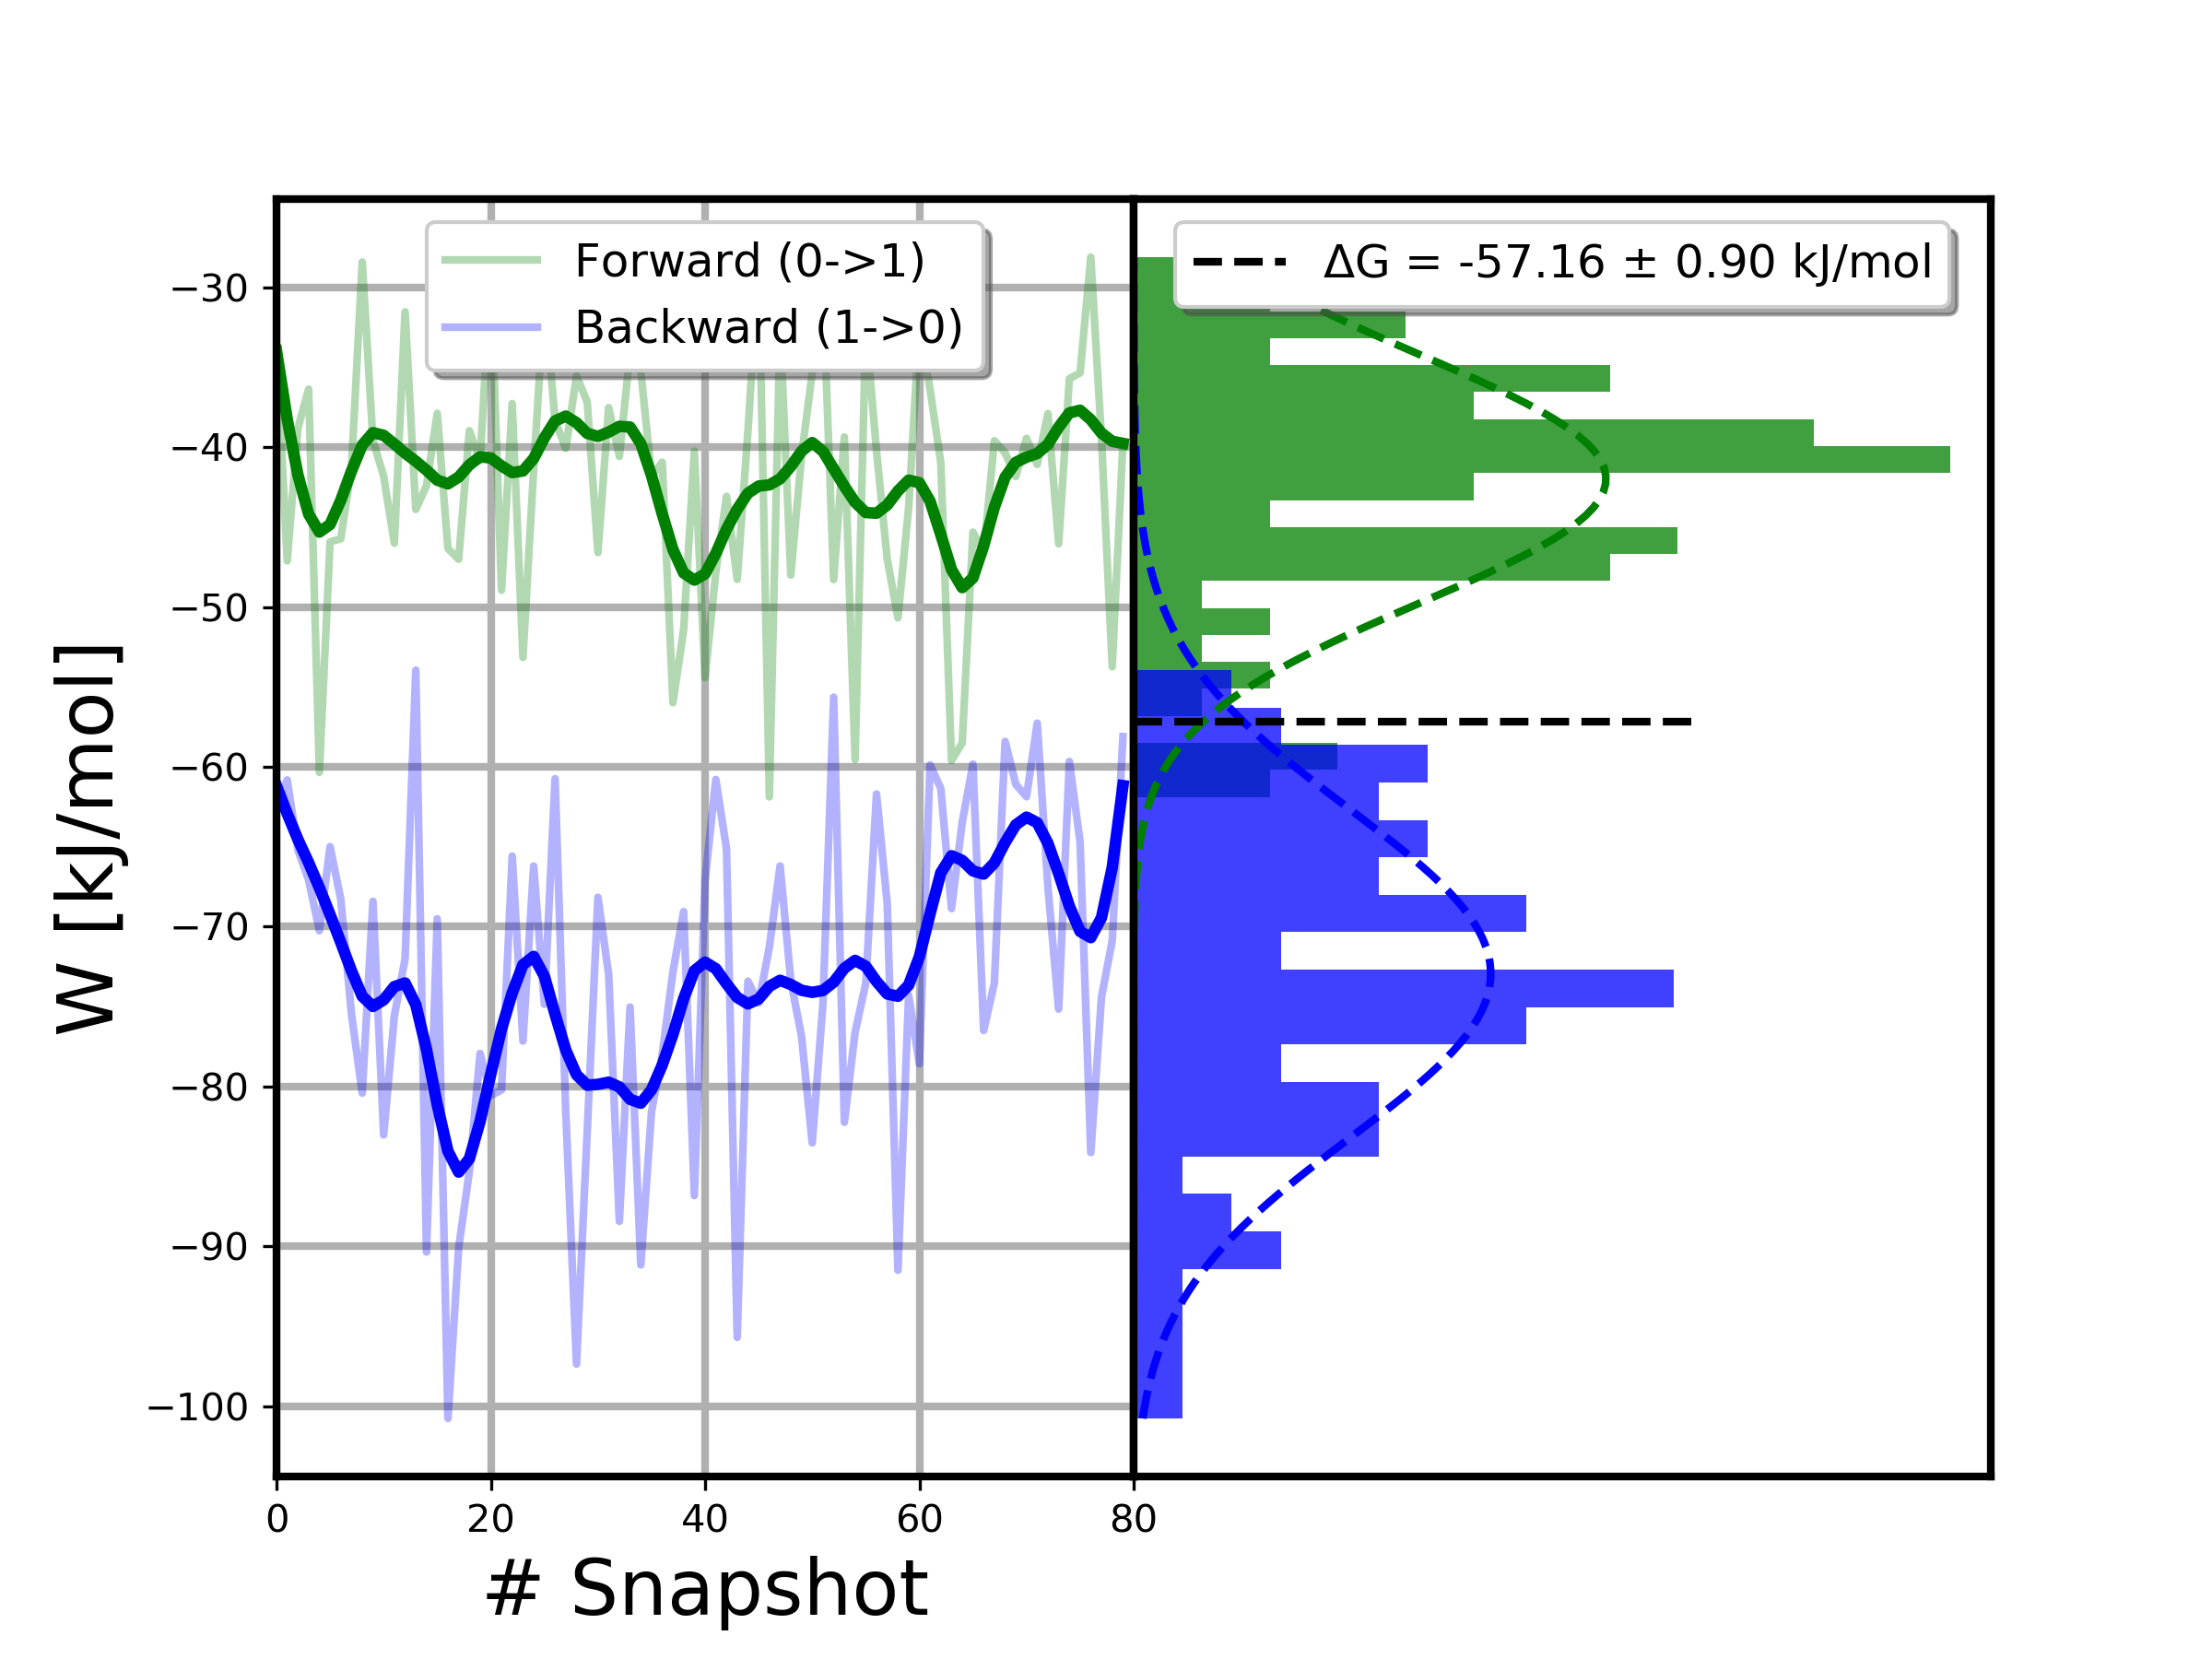 Forward (0->1)
Backward (1->0)
ΔG = -57.16 ± 0.90 kJ/mol
W [kJ/mol]
−30
−40
−50
−60
−70
−80
−90
−100
0 20 40 60 80
# Snapshot